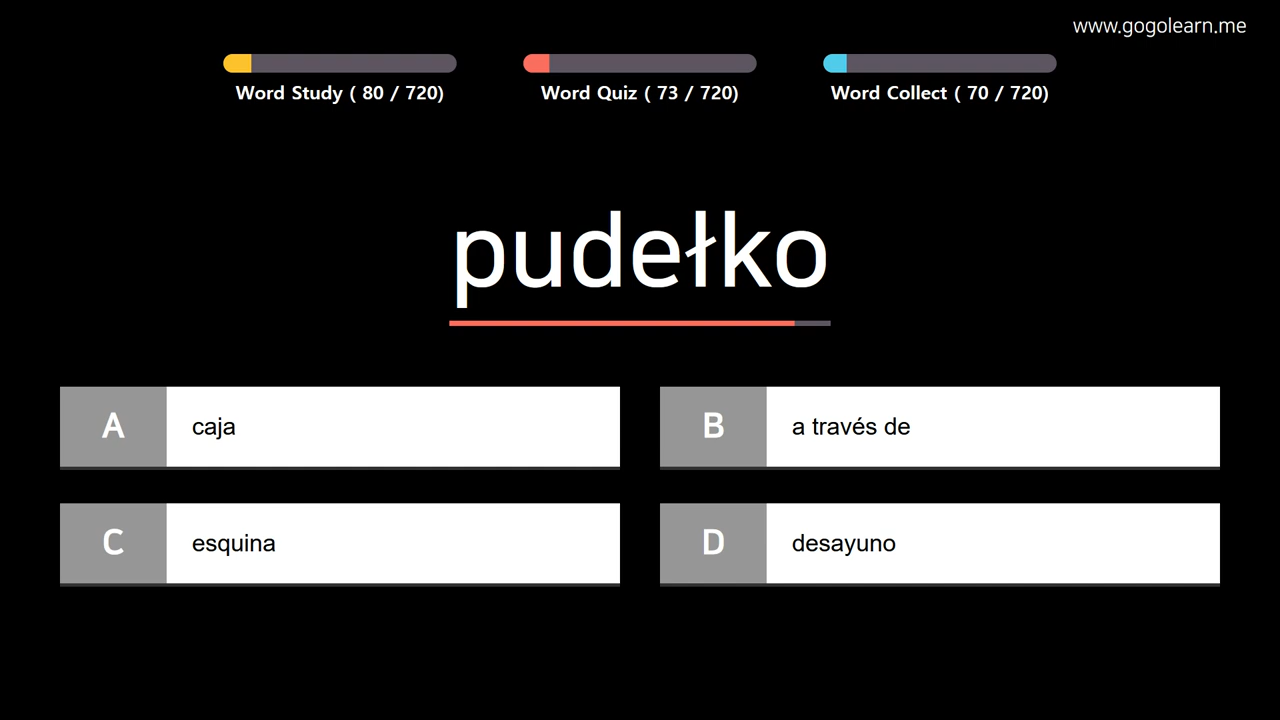 www.gogolearn.me
Word Study ( 80 / 720)
Word Quiz ( 73 / 720)
Word Collect ( 70 / 720)
pudełko
A caja
B a través de
C esquina
D desayuno